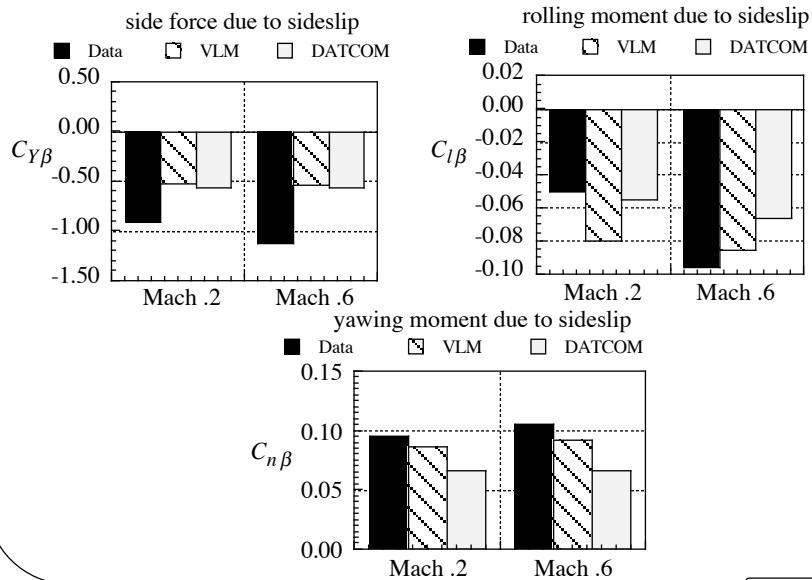 side force due to sideslip
Data VLM DATCOM
0.50
0.00
-0.50
-1.00
-1.50
CYβ
Mach .2 Mach .6
rolling moment due to sideslip
Data VLM DATCOM
0.02
0.00
-0.02
-0.04
-0.06
-0.08
-0.10
Clβ
Mach .2 Mach .6
yawing moment due to sideslip
Data VLM DATCOM
0.15
0.10
0.05
0.00
Cnβ
Mach .2 Mach .6